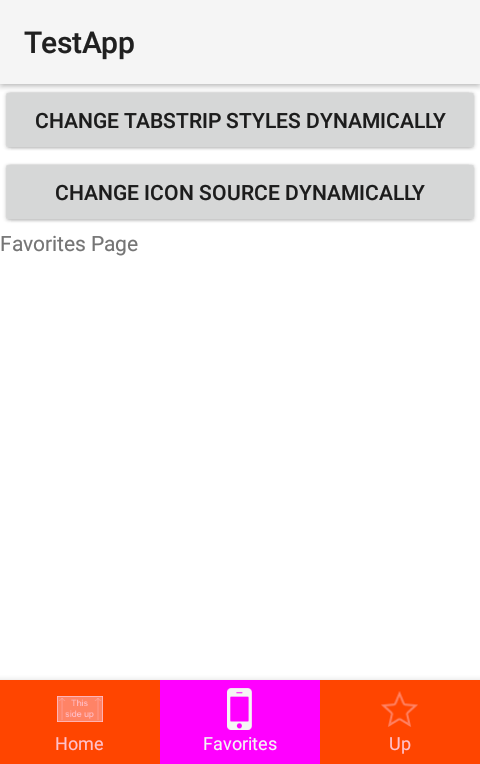 TestApp
CHANGE TABSTRIP STYLES DYNAMICALLY
CHANGE ICON SOURCE DYNAMICALLY
Favorites Page
This
side up
Home
Favorites
Up